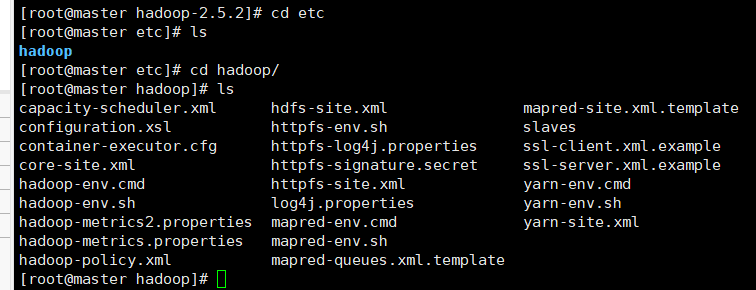 [root@master hadoop-2.5.2]# cd etc
[root@master etc]# ls
hadoop
[root@master etc]# cd hadoop/
[root@master hadoop]# ls
capacity-scheduler.xml hdfs-site.xml mapred-site.xml.template
configuration.xsl httpfs-env.sh slaves
container-executor.cfg httpfs-log4j.properties ssl-client.xml.example
core-site.xml httpfs-signature.secret ssl-server.xml.example
hadoop-env.cmd httpfs-site.xml yarn-env.cmd
hadoop-env.sh log4j.properties yarn-env.sh
hadoop-metrics2.properties mapred-env.cmd yarn-site.xml
hadoop-metrics.properties mapred-env.sh
hadoop-policy.xml mapred-queues.xml.template
[root@master hadoop]#